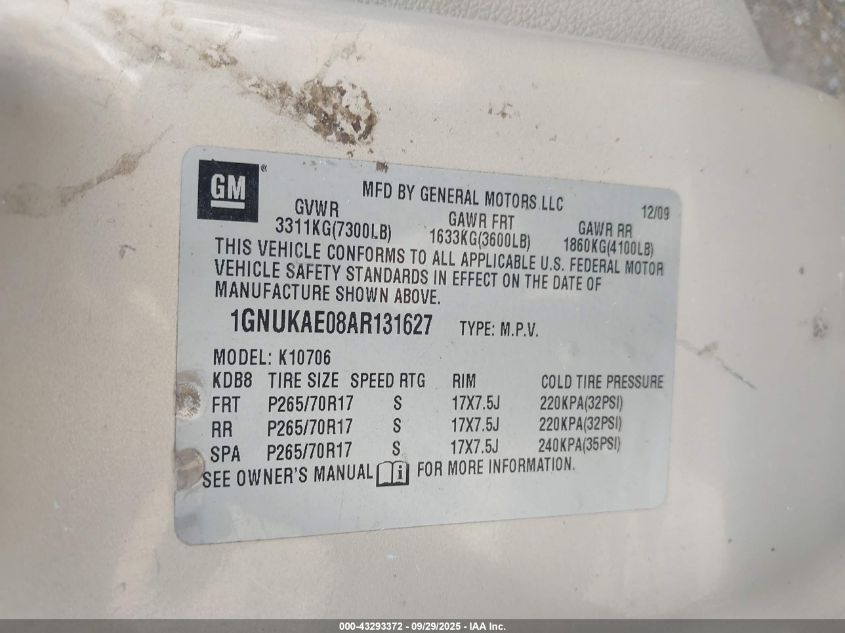 GM ®
MFD BY GENERAL MOTORS LLC
12/09
GVWR GAWR FRT GAWR RR
3311KG(7300LB) 1633KG(3600LB) 1860KG(4100LB)
THIS VEHICLE CONFORMS TO ALL APPLICABLE U.S. FEDERAL MOTOR
VEHICLE SAFETY STANDARDS IN EFFECT ON THE DATE OF
MANUFACTURE SHOWN ABOVE.
1GNUKAE08AR131627 TYPE: M.P.V.
MODEL: K10706
KDB8 TIRE SIZE SPEED RTG RIM COLD TIRE PRESSURE
FRT P265/70R17 S 17X7.5J 220KPA(32PSI)
RR P265/70R17 S 17X7.5J 220KPA(32PSI)
SPA P265/70R17 S 17X7.5J 240KPA(35PSI)
SEE OWNER'S MANUAL i FOR MORE INFORMATION.
000-43293372 - 09/29/2025 - IAA Inc.